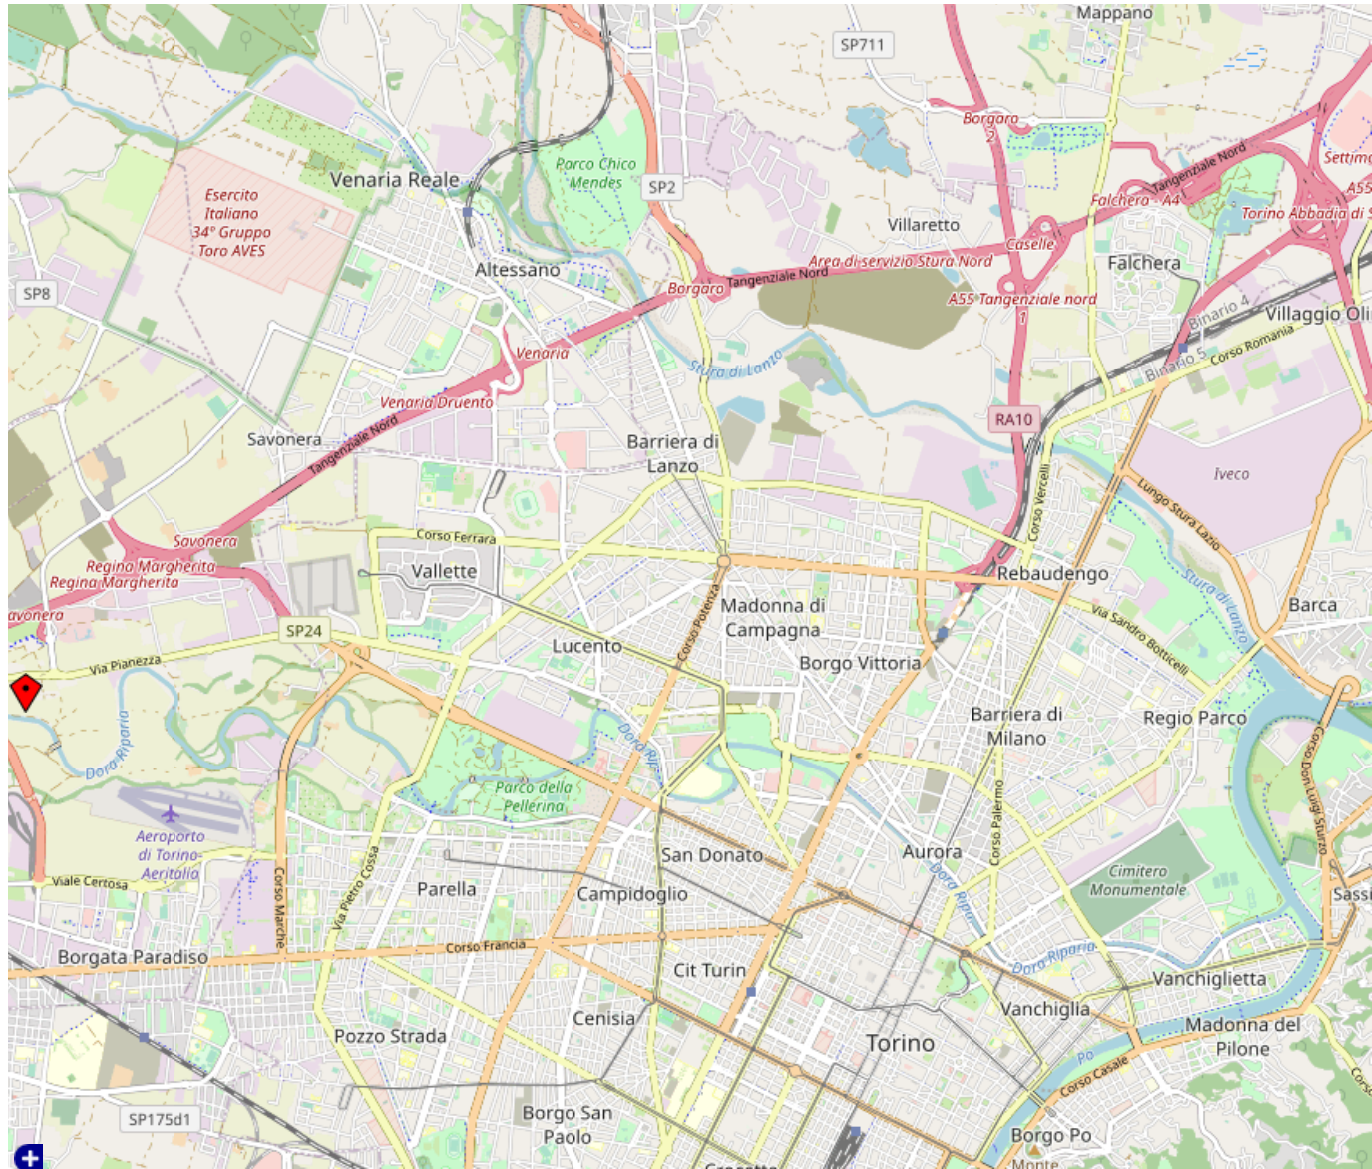 Mappano
SP711
Borgaro
2
Parco Chico
Mendes
Tangenziale Nord
Settimo
Venaria Reale
SP2
Esercito
Italiano
34° Gruppo
Toro AVES
Falchera - A4
A55
Torino Abbadia di S
Villaretto
Caselle
Area di servizio Stura Nord
Falchera
Altessano
Tangenziale Nord
Borgaro
SP8
A55 Tangenziale nord
1
Binario 4
Villaggio Oli
Corso Romania
Binario 5
Venaria
Stura di Lanzo
Venaria Druento
RA10
Savonera
Tangenziale Nord
Barriera di
Lanzo
Iveco
Corso Vercelli
Lungo Stura Lazio
Corso Ferrara
Savonera
Regina Margherita
Regina Margherita
Vallette
Rebaudengo
Stura di Lanzo
avonera
Corso Potenza
Madonna di
Campagna
Via Sandro Botticelli
Barca
SP24
Lucento
Via Pianezza
Borgo Vittoria
Dora Riparia
Dora Rip
Barriera di
Milano
Regio Parco
Corso Don Luigi Sturzo
Parco della
Pellerina
Corso Palermo
Aeroporto
di Torino-
Aeritalia
San Donato
Aurora
Cimitero
Monumentale
Viale Certosa
Corso Marche
Via Pietro Cossa
Parella
Campidoglio
Dora Ripar
Sassi
Borgata Paradiso
Corso Francia
Dora Riparia
Cit Turin
Vanchiglietta
Vanchiglia
Cenisia
Pozzo Strada
Torino
Madonna del
Pilone
Po
Corso Casale
Corso
SP175d1
Borgo San
Paolo
Borgo Po
Crocetta
Monte
+